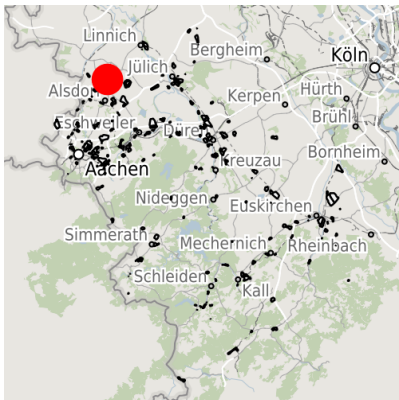 Linnich
Bergheim
Köln
Jülich
Alsdorf
Kerpen
Hürth
Brühl
Eschweiler
Düren
Bornheim
Kreuzau
Aachen
Nideggen
Euskirchen
Simmerath
Mechernich
Rheinbach
Schleiden
Kall